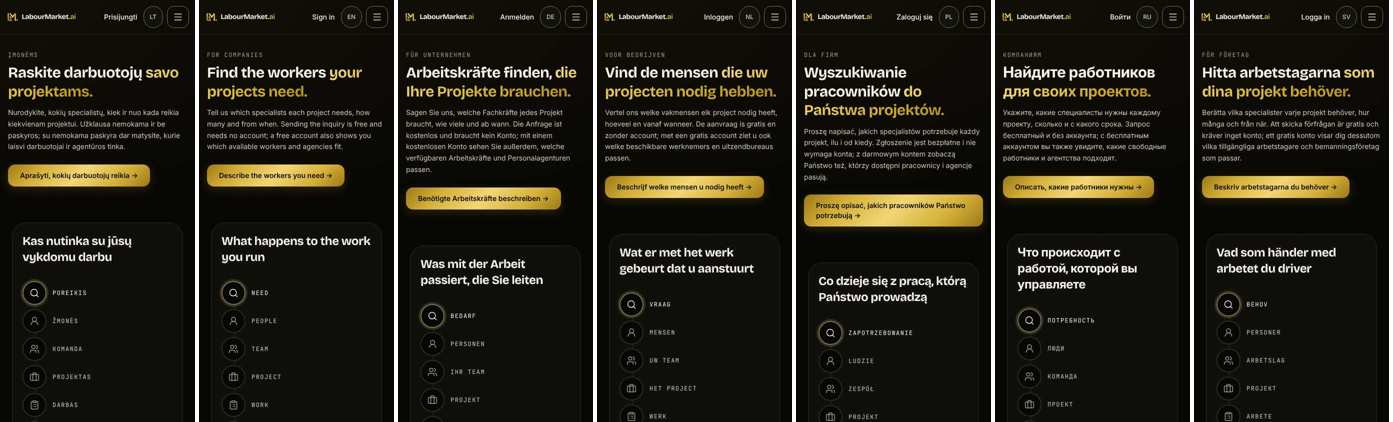 LabourMarket.ai
Prisijungti
LT
ĮMONĖMS
Raskite darbuotojų savo
projektams.
Nurodykite, kokių specialistų, kiek ir nuo kada reikia
kiekvienam projektui. Užklausa nemokama ir be
paskyros; su nemokama paskyra dar matysite, kurie
laisvi darbuotojai ir agentūros tinka.
Aprašyti, kokių darbuotojų reikia →
Kas nutinka su jūsų
vykdomu darbu
POREIKIS
ŽMONĖS
KOMANDA
PROJEKTAS
DARBAS
LabourMarket.ai
Sign in
EN
FOR COMPANIES
Find the workers your
projects need.
Tell us which specialists each project needs, how
many and from when. Sending the inquiry is free and
needs no account; a free account also shows you
which available workers and agencies fit.
Describe the workers you need →
What happens to the work
you run
NEED
PEOPLE
TEAM
PROJECT
WORK
LabourMarket.ai
Anmelden
DE
FÜR UNTERNEHMEN
Arbeitskräfte finden, die
Ihre Projekte brauchen.
Sagen Sie uns, welche Fachkräfte jedes Projekt
braucht, wie viele und ab wann. Die Anfrage ist
kostenlos und braucht kein Konto; mit einem
kostenlosen Konto sehen Sie außerdem, welche
verfügbaren Arbeitskräfte und Personalagenturen
passen.
Benötigte Arbeitskräfte beschreiben →
Was mit der Arbeit
passiert, die Sie leiten
BEDARF
PERSONEN
IHR TEAM
PROJEKT
LabourMarket.ai
Inloggen
NL
VOOR BEDRIJVEN
Vind de mensen die uw
projecten nodig hebben.
Vertel ons welke vakmensen elk project nodig heeft,
hoeveel en vanaf wanneer. De aanvraag is gratis en
zonder account; met een gratis account ziet u ook
welke beschikbare werknemers en uitzendbureaus
passen.
Beschrijf welke mensen u nodig heeft →
Wat er met het werk
gebeurt dat u aanstuurt
VRAAG
MENSEN
UW TEAM
HET PROJECT
WERK
LabourMarket.ai
Zaloguj się
PL
DLA FIRM
Wyszukiwanie
pracowników do
Państwa projektów.
Proszę napisać, jakich specjalistów potrzebuje każdy
projekt, ilu i od kiedy. Zgłoszenie jest bezpłatne i nie
wymaga konta; z darmowym kontem zobaczą
Państwo też, którzy dostępni pracownicy i agencje
pasują.
Proszę opisać, jakich pracowników Państwo
potrzebują →
Co dzieje się z pracą, którą
Państwo prowadzą
ZAPOTRZEBOWANIE
LUDZIE
ZESPÓŁ
PROJEKT
LabourMarket.ai
Войти
RU
КОМПАНИЯМ
Найдите работников
для своих проектов.
Укажите, какие специалисты нужны каждому
проекту, сколько и с какого срока. Запрос
бесплатный и без аккаунта; с бесплатным
аккаунтом вы также увидите, какие свободные
работники и агентства подходят.
Описать, какие работники нужны →
Что происходит с
работой, которой вы
управляете
ПОТРЕБНОСТЬ
ЛЮДИ
КОМАНДА
ПРОЕКТ
LabourMarket.ai
Logga in
SV
FÖR FÖRETAG
Hitta arbetstagarna som
dina projekt behöver.
Berätta vilka specialister varje projekt behöver, hur
många och från när. Att skicka förfrågan är gratis och
kräver inget konto; ett gratis konto visar dig dessutom
vilka tillgängliga arbetstagare och bemanningsföretag
som passar.
Beskriv arbetstagarna du behöver →
Vad som händer med
arbetet du driver
BEHOV
PERSONER
ARBETSLAG
PROJEKT
ARBETE